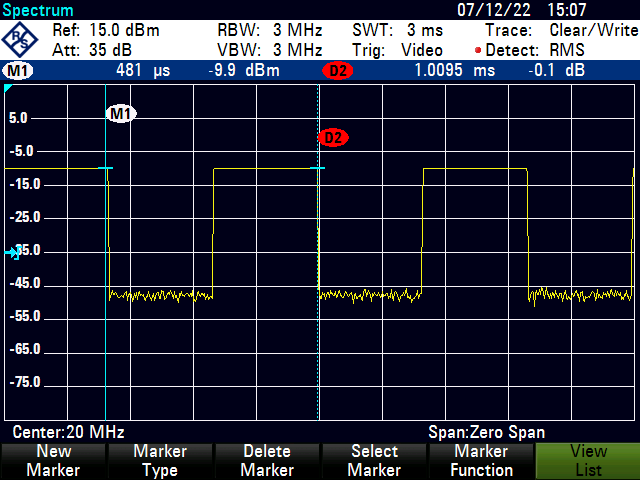 Spectrum 07/12/22 15:07
R S Ref: 15.0 dBm RBW: 3 MHz SWT: 3 ms Trace: Clear/Write
Att: 35 dB VBW: 3 MHz Trig: Video Detect: RMS
M1 481 µs -9.9 dBm D2 1.0095 ms -0.1 dB
M1
5.0
D2
-5.0
-15.0
-25.0
-35.0
-45.0
-55.0
-65.0
-75.0
Center:20 MHz Span:Zero Span
New Marker Delete Select Marker View
Marker Type Marker Marker Function List